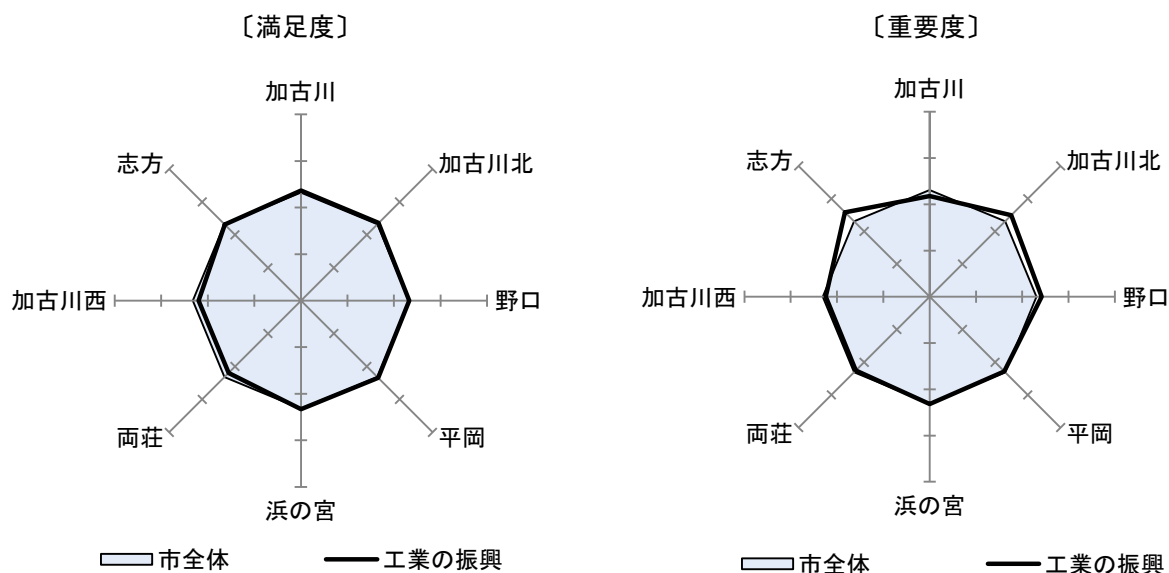 〔満足度〕
加古川
加古川北
野口
平岡
浜の宮
両荘
加古川西
志方
市全体
工業の振興
〔重要度〕
加古川
加古川北
野口
平岡
浜の宮
両荘
加古川西
志方
市全体
工業の振興